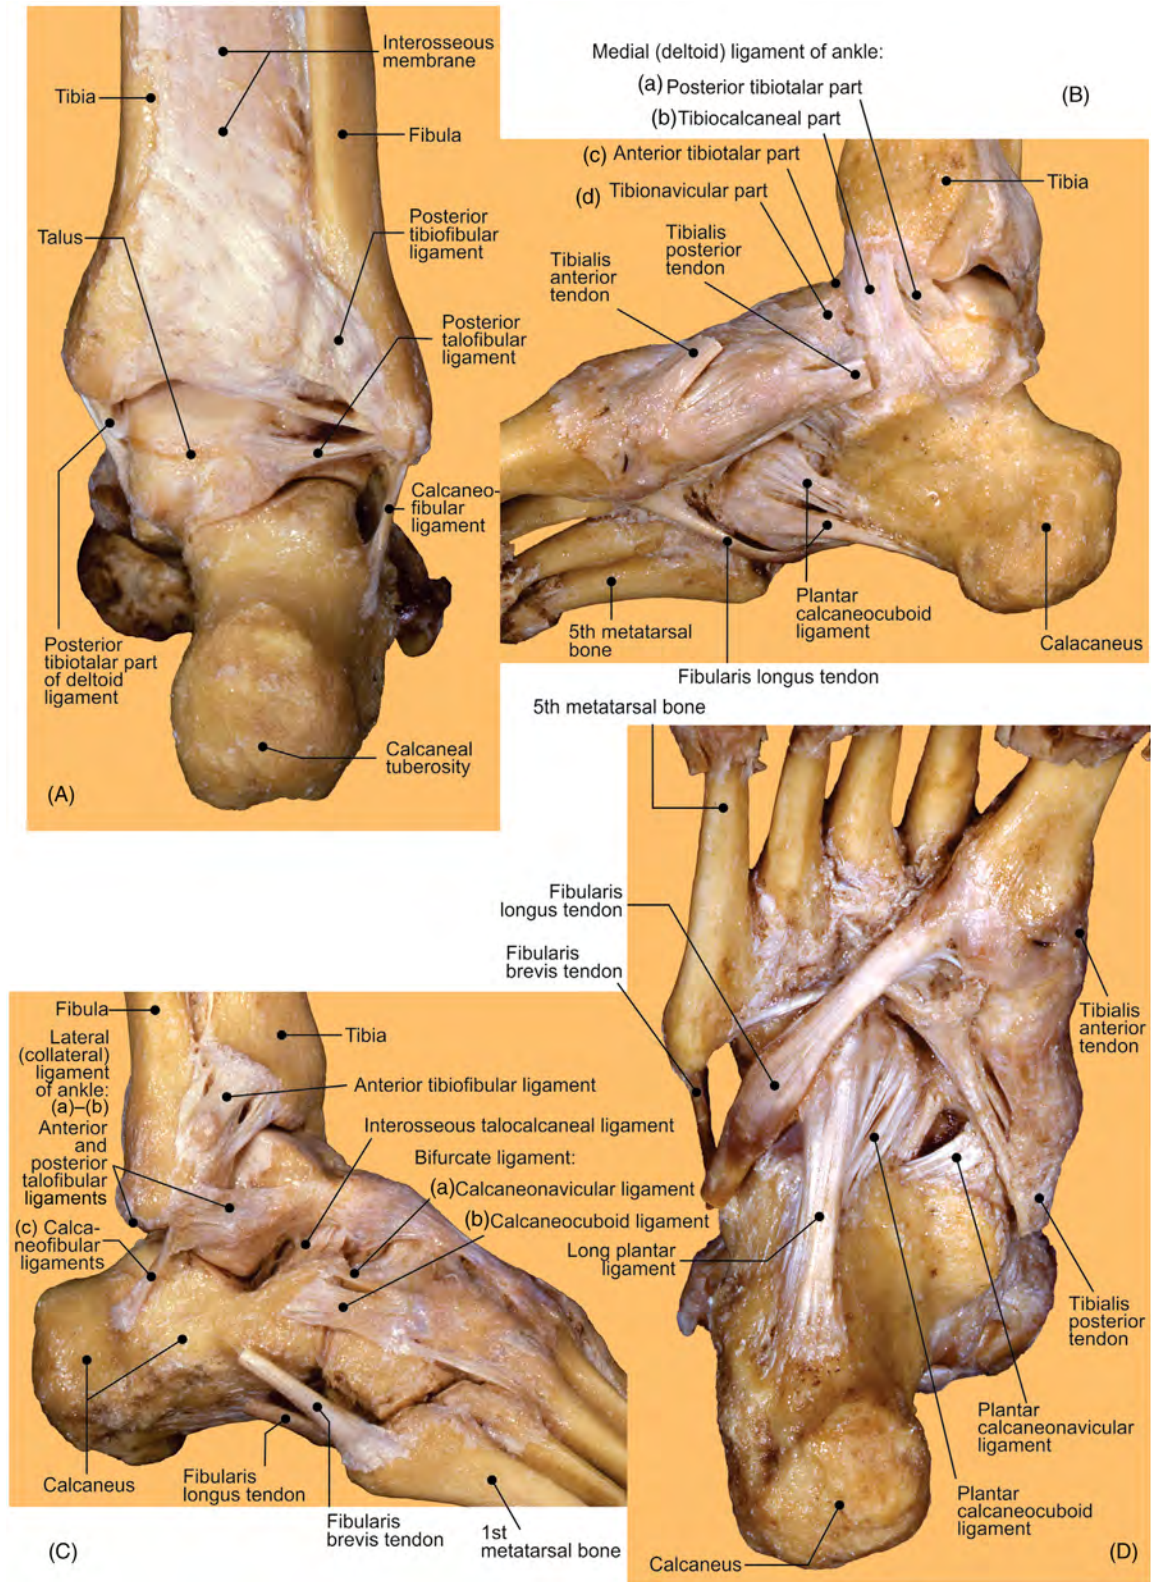 Interosseous
membrane
Tibia
Fibula
Posterior
tibiofibular
ligament
Talus
Posterior
talofibular
ligament
Calcaneo-
fibular
ligament
Posterior
tibiotalar part
of deltoid
ligament
Calcaneal
tuberosity
(A)
Medial (deltoid) ligament of ankle:
(a) Posterior tibiotalar part
(B)
(b) Tibiocalcaneal part
(c) Anterior tibiotalar part
(d) Tibionavicular part
Tibia
Tibialis
posterior
tendon
Tibialis
anterior
tendon
Plantar
calcaneocuboid
ligament
5th metatarsal
bone
Calacaneus
Fibularis longus tendon
Fibula
Tibia
Lateral
(collateral)
ligament
of ankle:
(a)–(b)
Anterior and
posterior
talofibular
ligaments
(c) Calca-
neofibular
ligaments
Anterior tibiofibular ligament
Interosseous talocalcaneal ligament
Bifurcate ligament:
(a) Calcaneonavicular ligament
(b) Calcaneocuboid ligament
Calcaneus
Fibularis
longus tendon
Fibularis
brevis tendon
1st
metatarsal bone
(C)
5th metatarsal bone
Fibularis
longus tendon
Fibularis
brevis tendon
Tibialis
anterior
tendon
Long plantar
ligament
Tibialis
posterior
tendon
Plantar
calcaneonavicular
ligament
Plantar
calcaneocuboid
ligament
Calcaneus
(D)